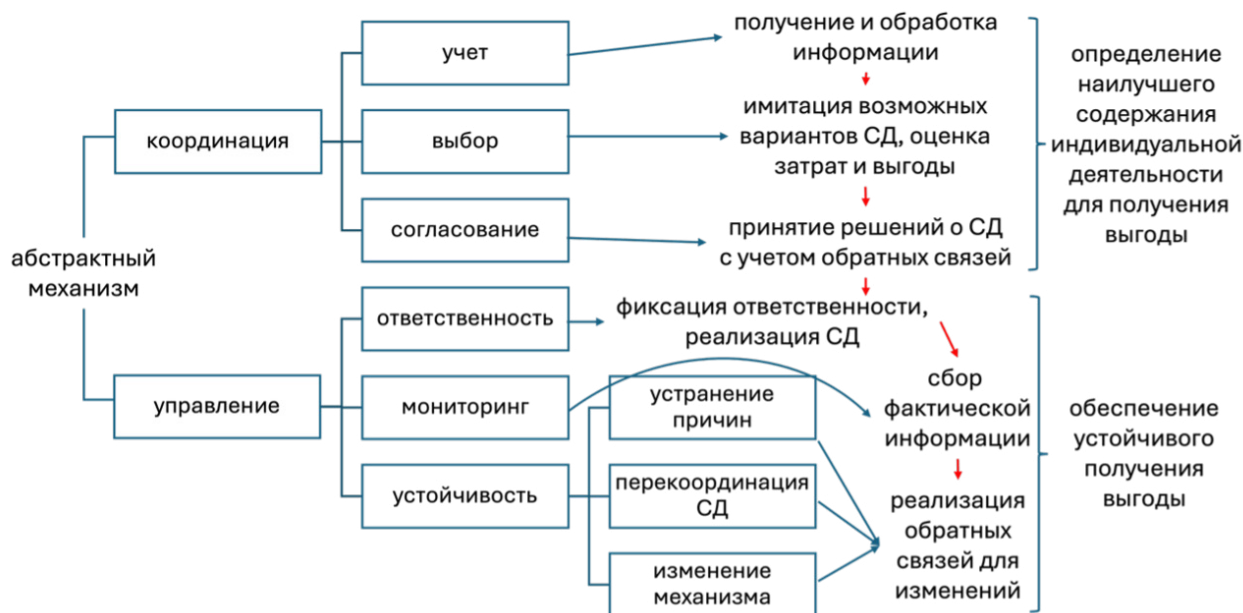 абстрактный
механизм
координация
управление
учет
выбор
согласование
ответственность
мониторинг
устойчивость
устранение
причин
перекоординация
СД
изменение
механизма
получение и обработка
информации
имитация возможных
вариантов СД, оценка
затрат и выгоды
принятие решений о СД
с учетом обратных связей
фиксация ответственности,
реализация СД
сбор
фактической
информации
реализация
обратных
связей для
изменений
определение
наилучшего
содержания
индивидуальной
деятельности
для получения
выгоды
обеспечение
устойчивого
получения
выгоды